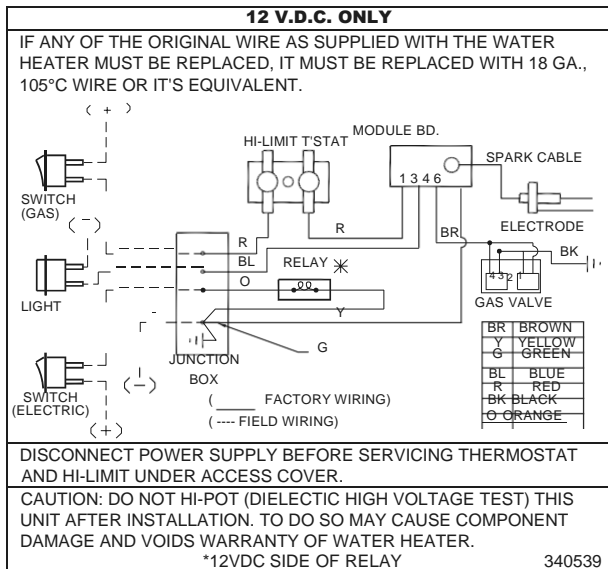 12 V.D.C. ONLY
IF ANY OF THE ORIGINAL WIRE AS SUPPLIED WITH THE WATER
HEATER MUST BE REPLACED, IT MUST BE REPLACED WITH 18 GA.,
105°C WIRE OR IT'S EQUIVALENT.
( + )
HI-LIMIT T'STAT
MODULE BD.
SPARK CABLE
1 3 4 6
SWITCH
(GAS)
ELECTRODE
(-)
R
R
BR
BK
BL
RELAY *
O
4 3 2 1
GAS VALVE
LIGHT
Y
G
JUNCTION
BOX
SWITCH
(ELECTRIC)
(-)
(+)
( ____ FACTORY WIRING)
( ---- FIELD WIRING)
BR BROWN
Y YELLOW
G GREEN
BL BLUE
R RED
BK BLACK
O ORANGE
DISCONNECT POWER SUPPLY BEFORE SERVICING THERMOSTAT
AND HI-LIMIT UNDER ACCESS COVER.
CAUTION: DO NOT HI-POT (DIELECTIC HIGH VOLTAGE TEST) THIS
UNIT AFTER INSTALLATION. TO DO SO MAY CAUSE COMPONENT
DAMAGE AND VOIDS WARRANTY OF WATER HEATER.
*12VDC SIDE OF RELAY 340539